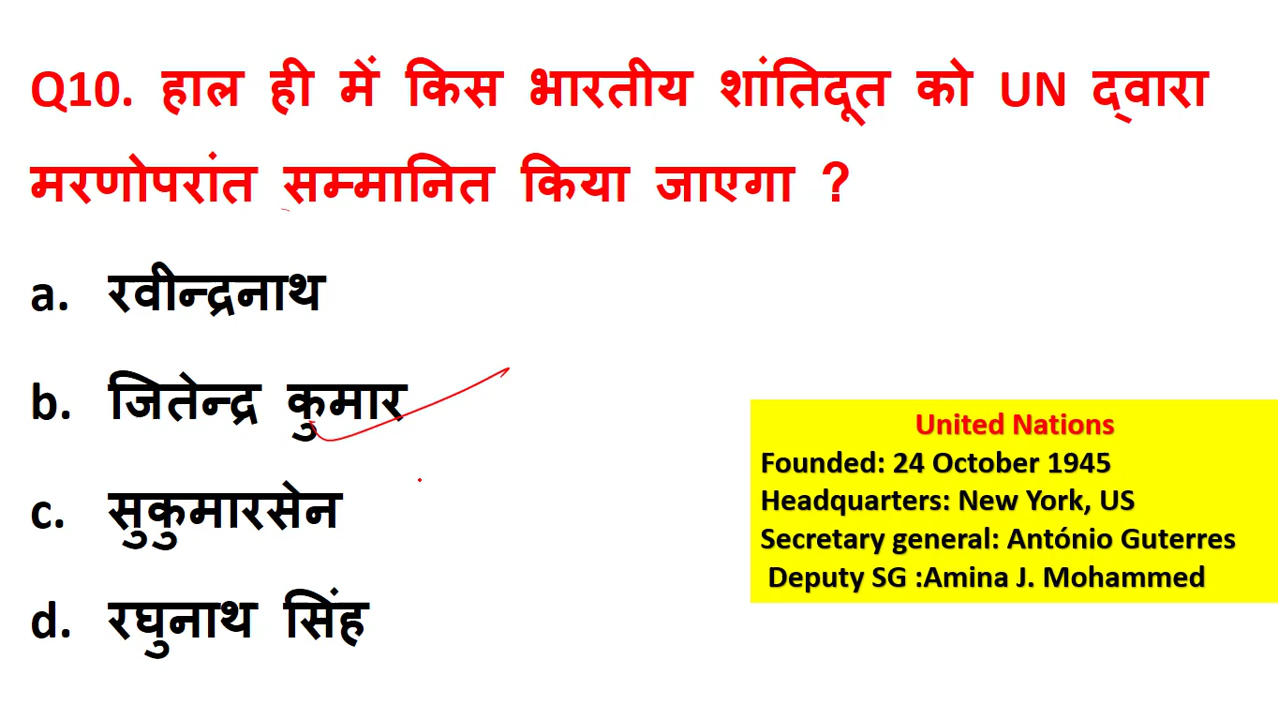 Q10. हाल ही में किस भारतीय शांतिदूत को UN द्वारा
मरणोपरांत सम्मानित किया जाएगा ?
a. रवीन्द्रनाथ
b. जितेन्द्र कुमार
c. सुकुमारसेन
d. रघुनाथ सिंह
United Nations
Founded: 24 October 1945
Headquarters: New York, US
Secretary general: António Guterres
Deputy SG :Amina J. Mohammed